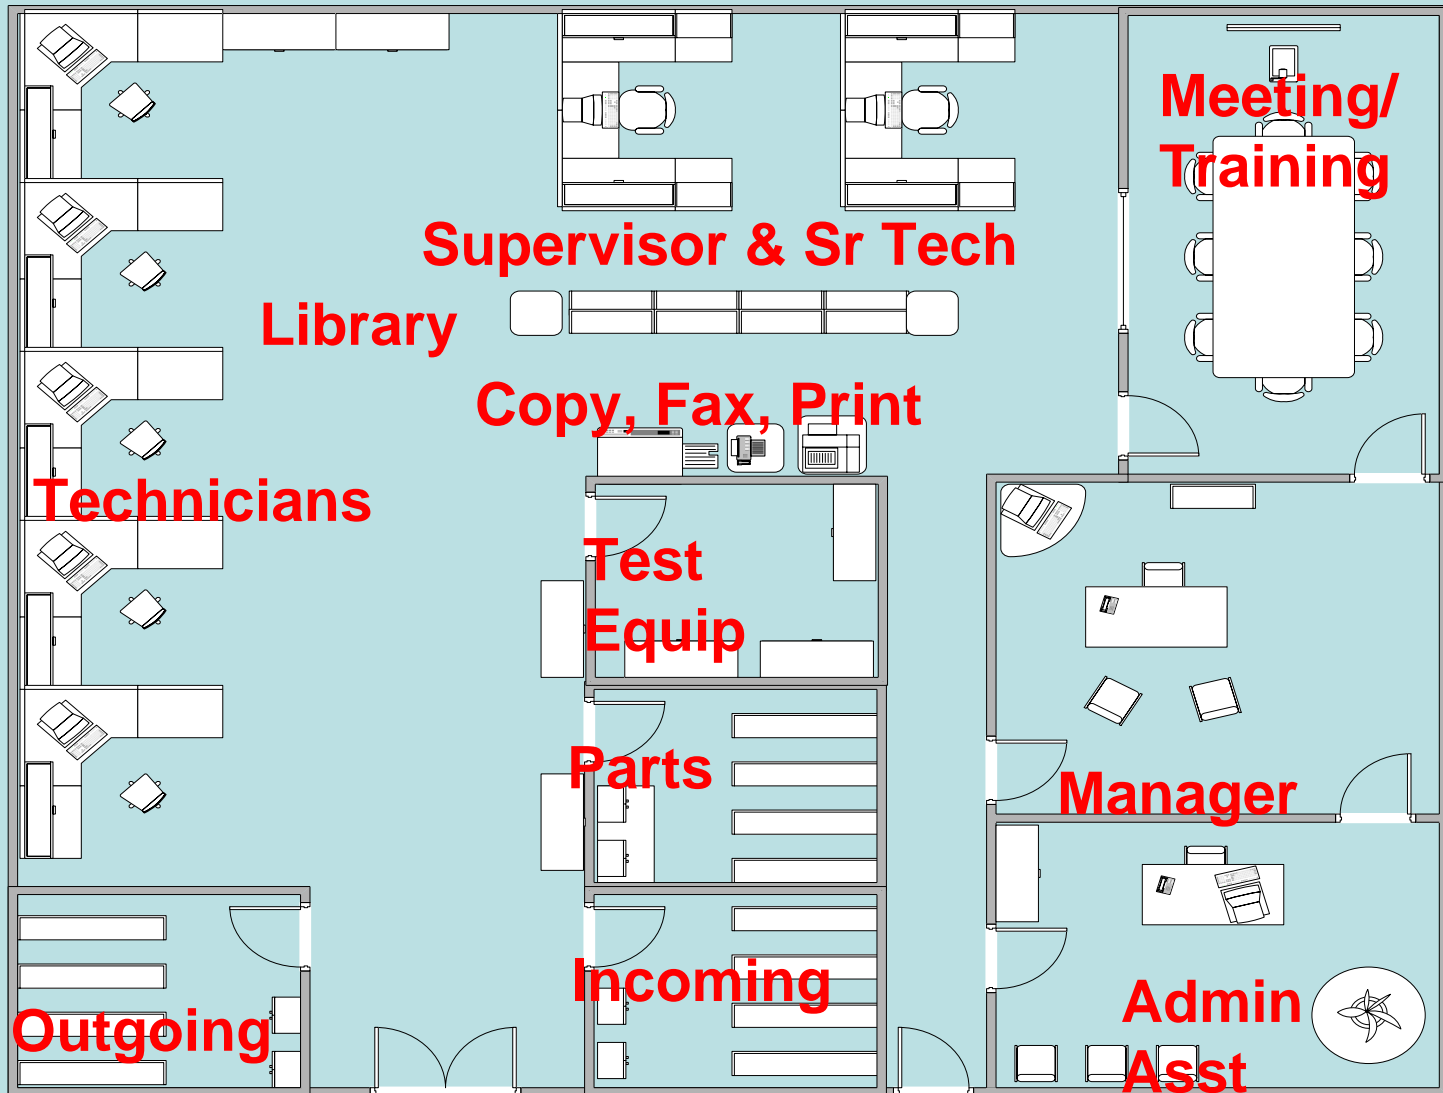 Meeting/
Training
Supervisor & Sr Tech
Library
Copy, Fax, Print
Technicians
Test
Equip
Parts
Manager
Incoming
Outgoing
Admin
Asst